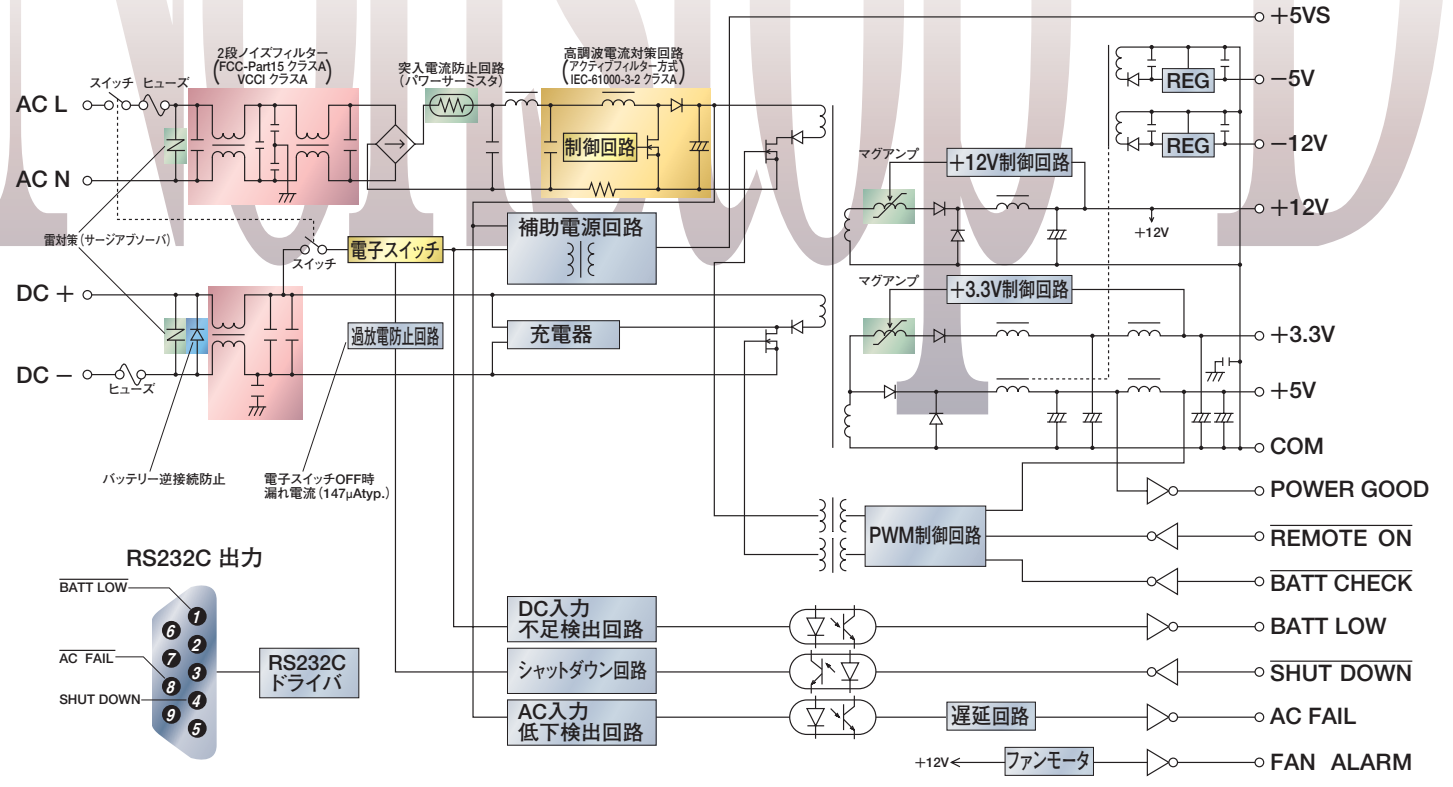 NONSTOP
+5VS
2段ノイズフィルター
(FCC-Part15 クラスA)
VCCI クラスA
突入電流防止回路
(パワーサーミスタ)
高調波電流対策回路
(アクティブフィルター方式)
IEC-61000-3-2 クラスA
スイッチ
ヒューズ
AC L
REG
−5V
制御回路
REG
−12V
マグアンプ
+12V制御回路
AC N
+12V
+12V
雷対策(サージアブソーバ)
スイッチ
電子スイッチ
補助電源回路
マグアンプ
+3.3V制御回路
DC +
過放電防止回路
充電器
+3.3V
DC −
ヒューズ
+5V
COM
バッテリー逆接続防止
電子スイッチOFF時
漏れ電流(147μAtyp.)
POWER GOOD
PWM制御回路
REMOTE ON
BATT CHECK
RS232C 出力
BATT LOW
AC FAIL
SHUT DOWN
1
6
2
7
3
8
4
9
5
RS232C
ドライバ
DC入力
不足検出回路
BATT LOW
シャットダウン回路
SHUT DOWN
AC入力
低下検出回路
遅延回路
AC FAIL
+12V
ファンモータ
FAN ALARM